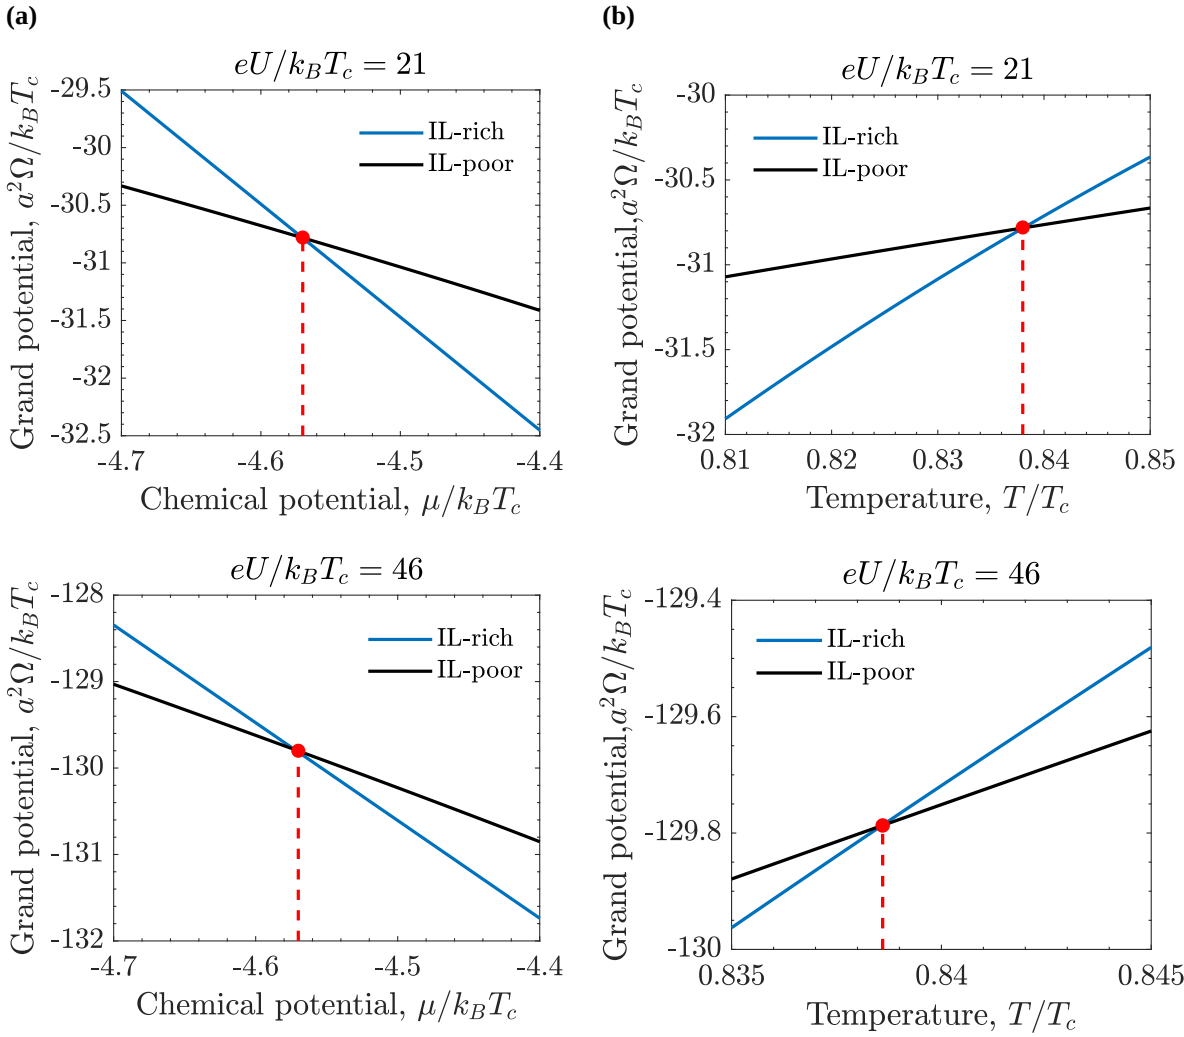 (a)
eU/k_BT_c = 21
Grand potential, a²Ω/k_BT_c
-29.5
-30
-30.5
-31
-31.5
-32
-32.5
IL-rich
IL-poor
-4.7
-4.6
-4.5
-4.4
Chemical potential, μ/k_BT_c
(b)
eU/k_BT_c = 21
Grand potential,a²Ω/k_BT_c
-30
-30.5
-31
-31.5
-32
IL-rich
IL-poor
0.81
0.82
0.83
0.84
0.85
Temperature, T/T_c
eU/k_BT_c = 46
Grand potential, a²Ω/k_BT_c
-128
-129
-130
-131
-132
IL-rich
IL-poor
-4.7
-4.6
-4.5
-4.4
Chemical potential, μ/k_BT_c
eU/k_BT_c = 46
Grand potential,a²Ω/k_BT_c
-129.4
-129.6
-129.8
-130
IL-rich
IL-poor
0.835
0.84
0.845
Temperature, T/T_c